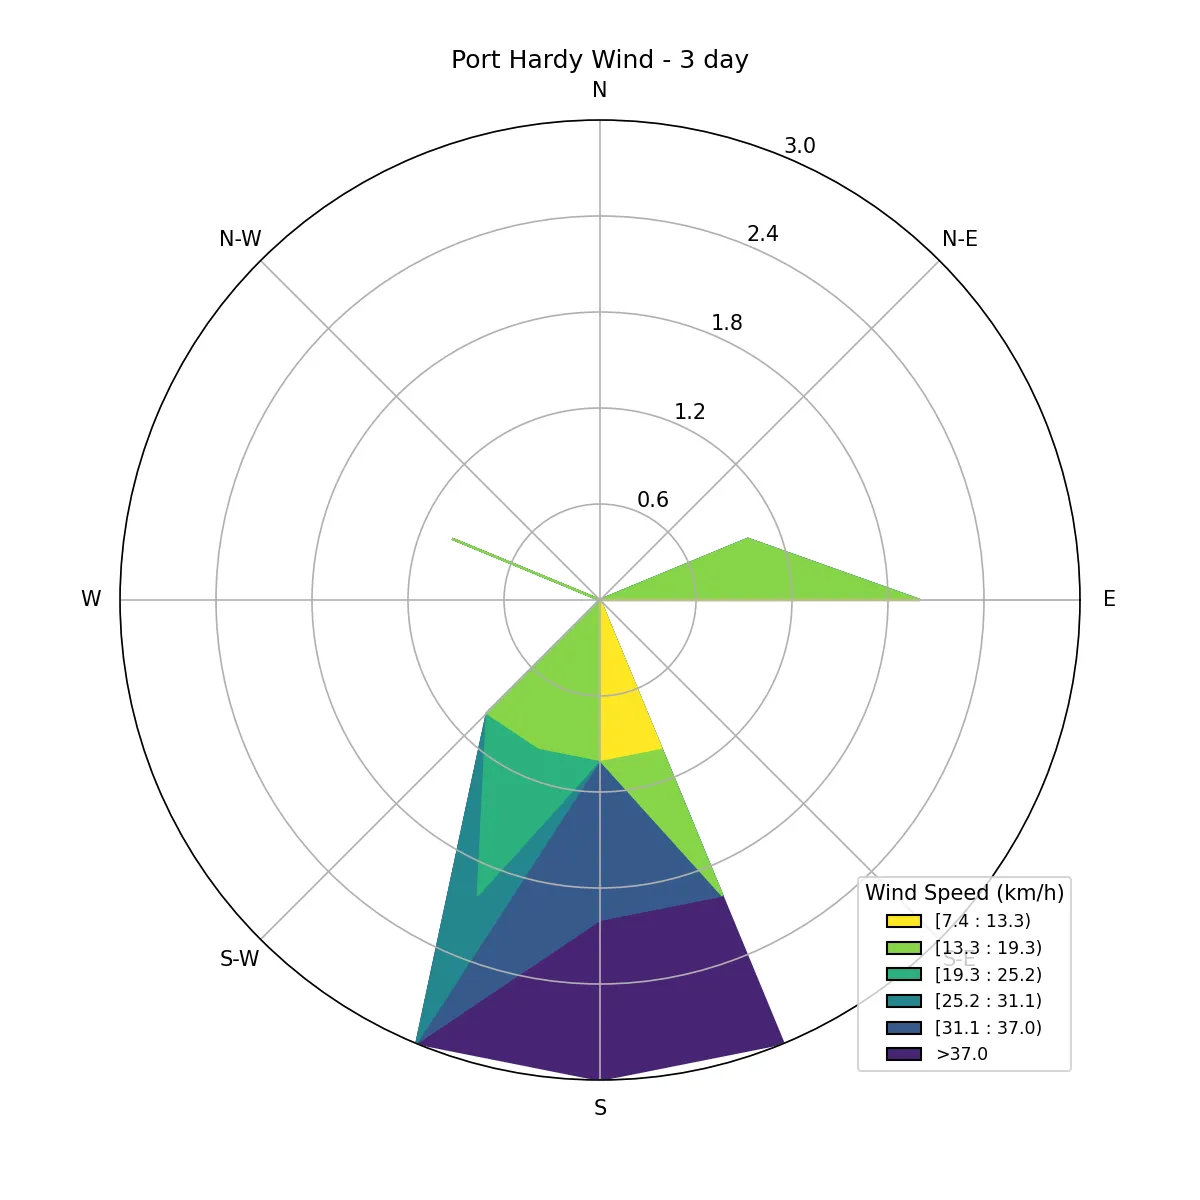 Port Hardy Wind - 3 day
N
3.0
N-W
2.4
N-E
1.8
1.2
0.6
W
E
Wind Speed (km/h)
[7.4 : 13.3)
[13.3 : 19.3)
S-W
S-E
[19.3 : 25.2)
[25.2 : 31.1)
[31.1 : 37.0)
>37.0
S